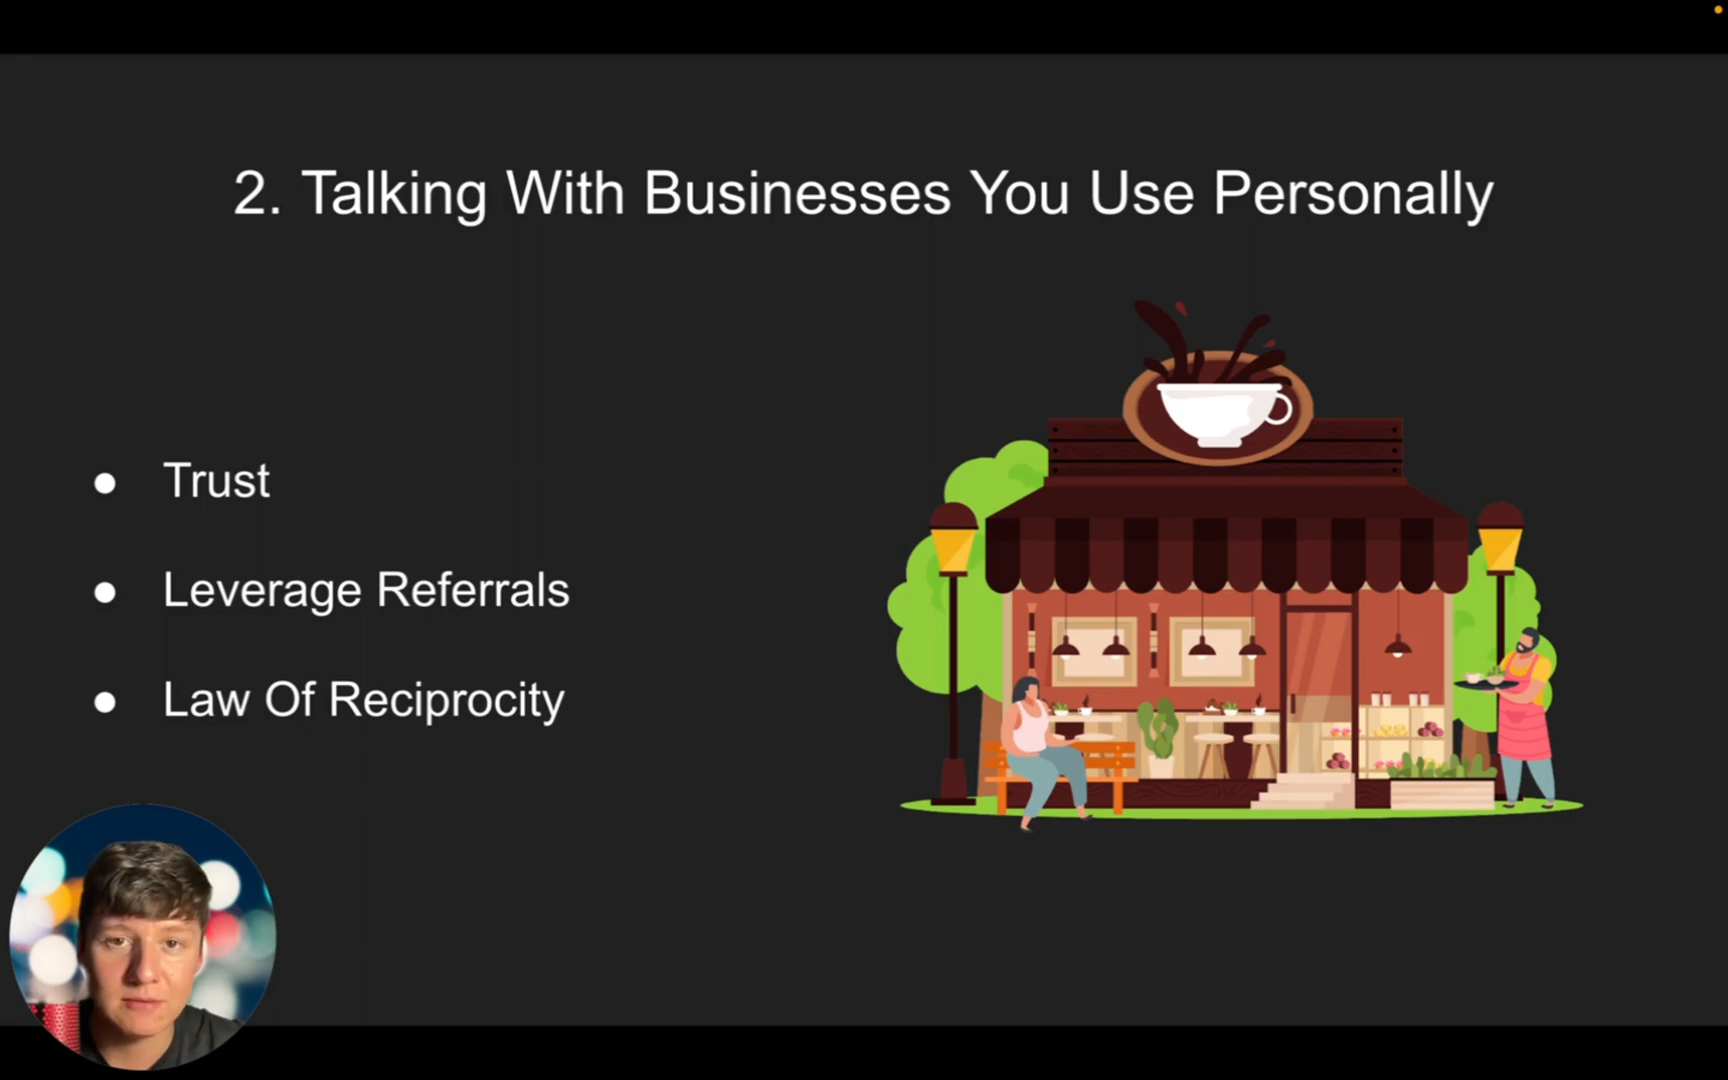 2. Talking With Businesses You Use Personally
● Trust
● Leverage Referrals
● Law Of Reciprocity